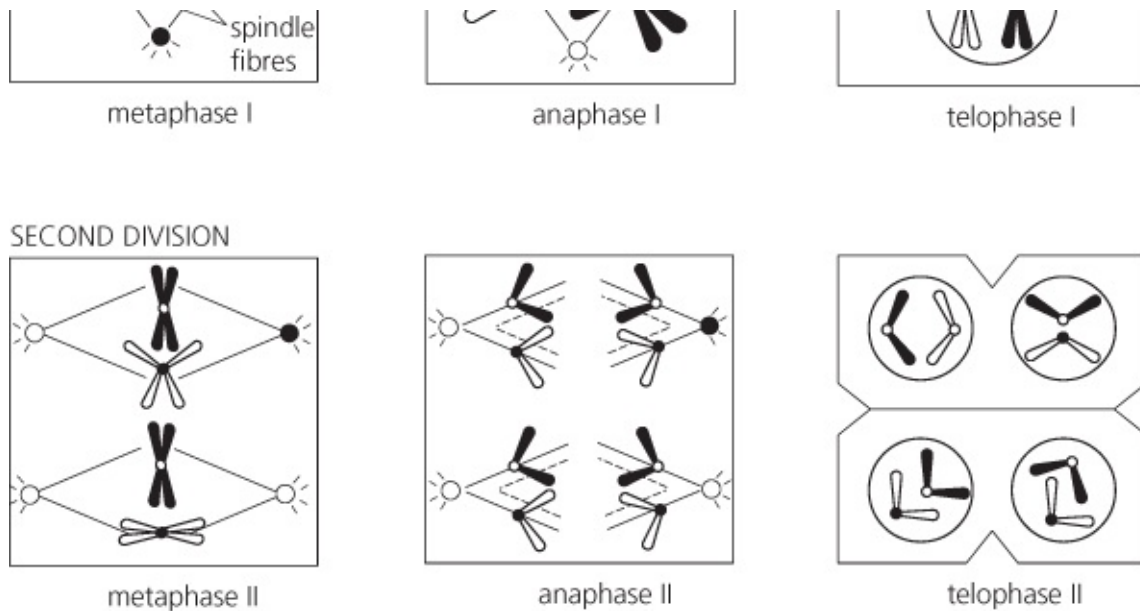 spindle
fibres
metaphase I
anaphase I
telophase I
SECOND DIVISION
metaphase II
anaphase II
telophase II